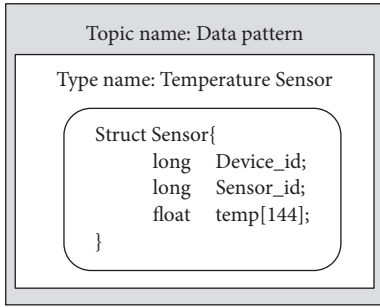 Topic name: Data pattern
Type name: Temperature Sensor
Struct Sensor{
long Device_id;
long Sensor_id;
float temp[144];
}